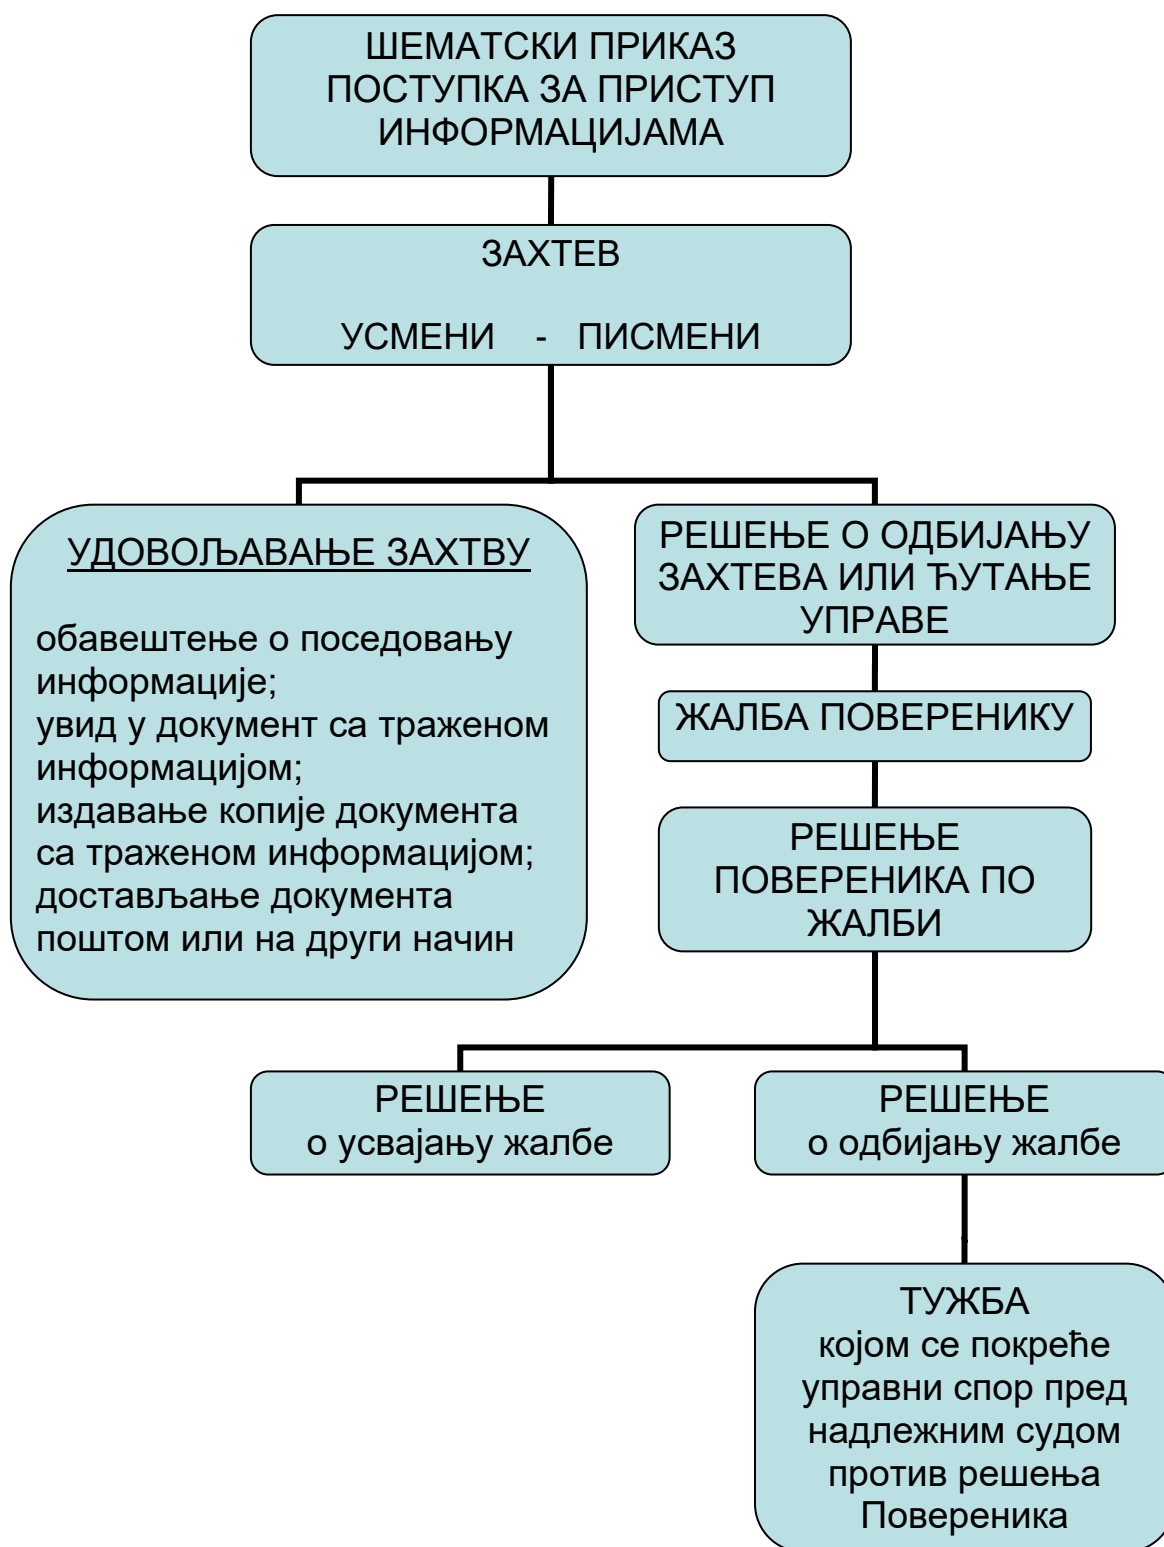 ШЕМАТСКИ ПРИКАЗ
ПОСТУПКА ЗА ПРИСТУП
ИНФОРМАЦИЈАМА
ЗАХТЕВ
УСМЕНИ - ПИСМЕНИ
УДОВОЉАВАЊЕ ЗАХТВУ
обавештење о поседовању
информације;
увид у документ са траженом
информацијом;
издавање копије документа
са траженом информацијом;
достављање документа
поштом или на други начин
РЕШЕЊЕ О ОДБИЈАЊУ
ЗАХТЕВА ИЛИ ЋУТАЊЕ
УПРАВЕ
ЖАЛБА ПОВЕРЕНИКУ
РЕШЕЊЕ
ПОВЕРЕНИКА ПО
ЖАЛБИ
РЕШЕЊЕ
о усвајању жалбе
РЕШЕЊЕ
о одбијању жалбе
ТУЖБА
којом се покреће
управни спор пред
надлежним судом
против решења
Повереника